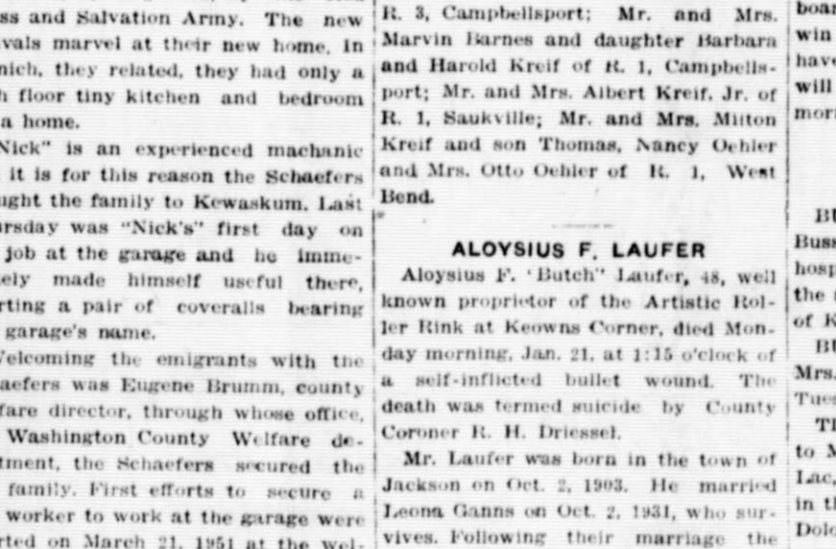 ss and Salvation Army. The new
vals marvel at their new home. In
nich, they related, they had only a
h floor tiny kitchen and bedroom
a home.
Nick" is an experienced machanic
it is for this reason the Schaefers
ught the family to Kewaskum. Last
rsday was "Nick's" first day on
job at the garage and he imme-
ely made himself useful there,
rting a pair of coveralls bearing
garage's name.
elcoming the emigrants with the
aefers was Eugene Brumm, county
fare director, through whose office,
Washington County Welfare de-
tment, the Schaefers secured the
family. First efforts to secure a
worker to work at the garage were
rted on March 21, 1951 at the wel-
R. 3, Campbellsport; Mr. and Mrs.
Marvin Barnes and daughter Barbara
and Harold Kreif of R. 1, Campbells-
port; Mr. and Mrs. Albert Kreif. Jr. of
R. 1, Saukville; Mr. and Mrs. Milton
Kreif and son Thomas, Nancy Oehler
and Mrs. Otto Oehler of R. 1, West
Bend.
ALOYSIUS F. LAUFER
Aloysius F. 'Butch" Laufer, 48, well
known proprietor of the Artistic Rol-
ler Rink at Keowns Corner, died Mon-
day morning, Jan. 21, at 1:15 o'clock of
a self-inflicted bullet wound. The
death was termed suicide by County
Coroner R. H. Driessel.
Mr. Laufer was born in the town of
Jackson on Oct. 2, 1903. He married
Leona Ganns on Oct. 2, 1931, who sur-
vives. Following their marriage the
boar
win
have
will
mor
BU
Buss
hosp
the
of K
BU
Mrs.
Tues
Th
to M
Lac,
in th
Dolo